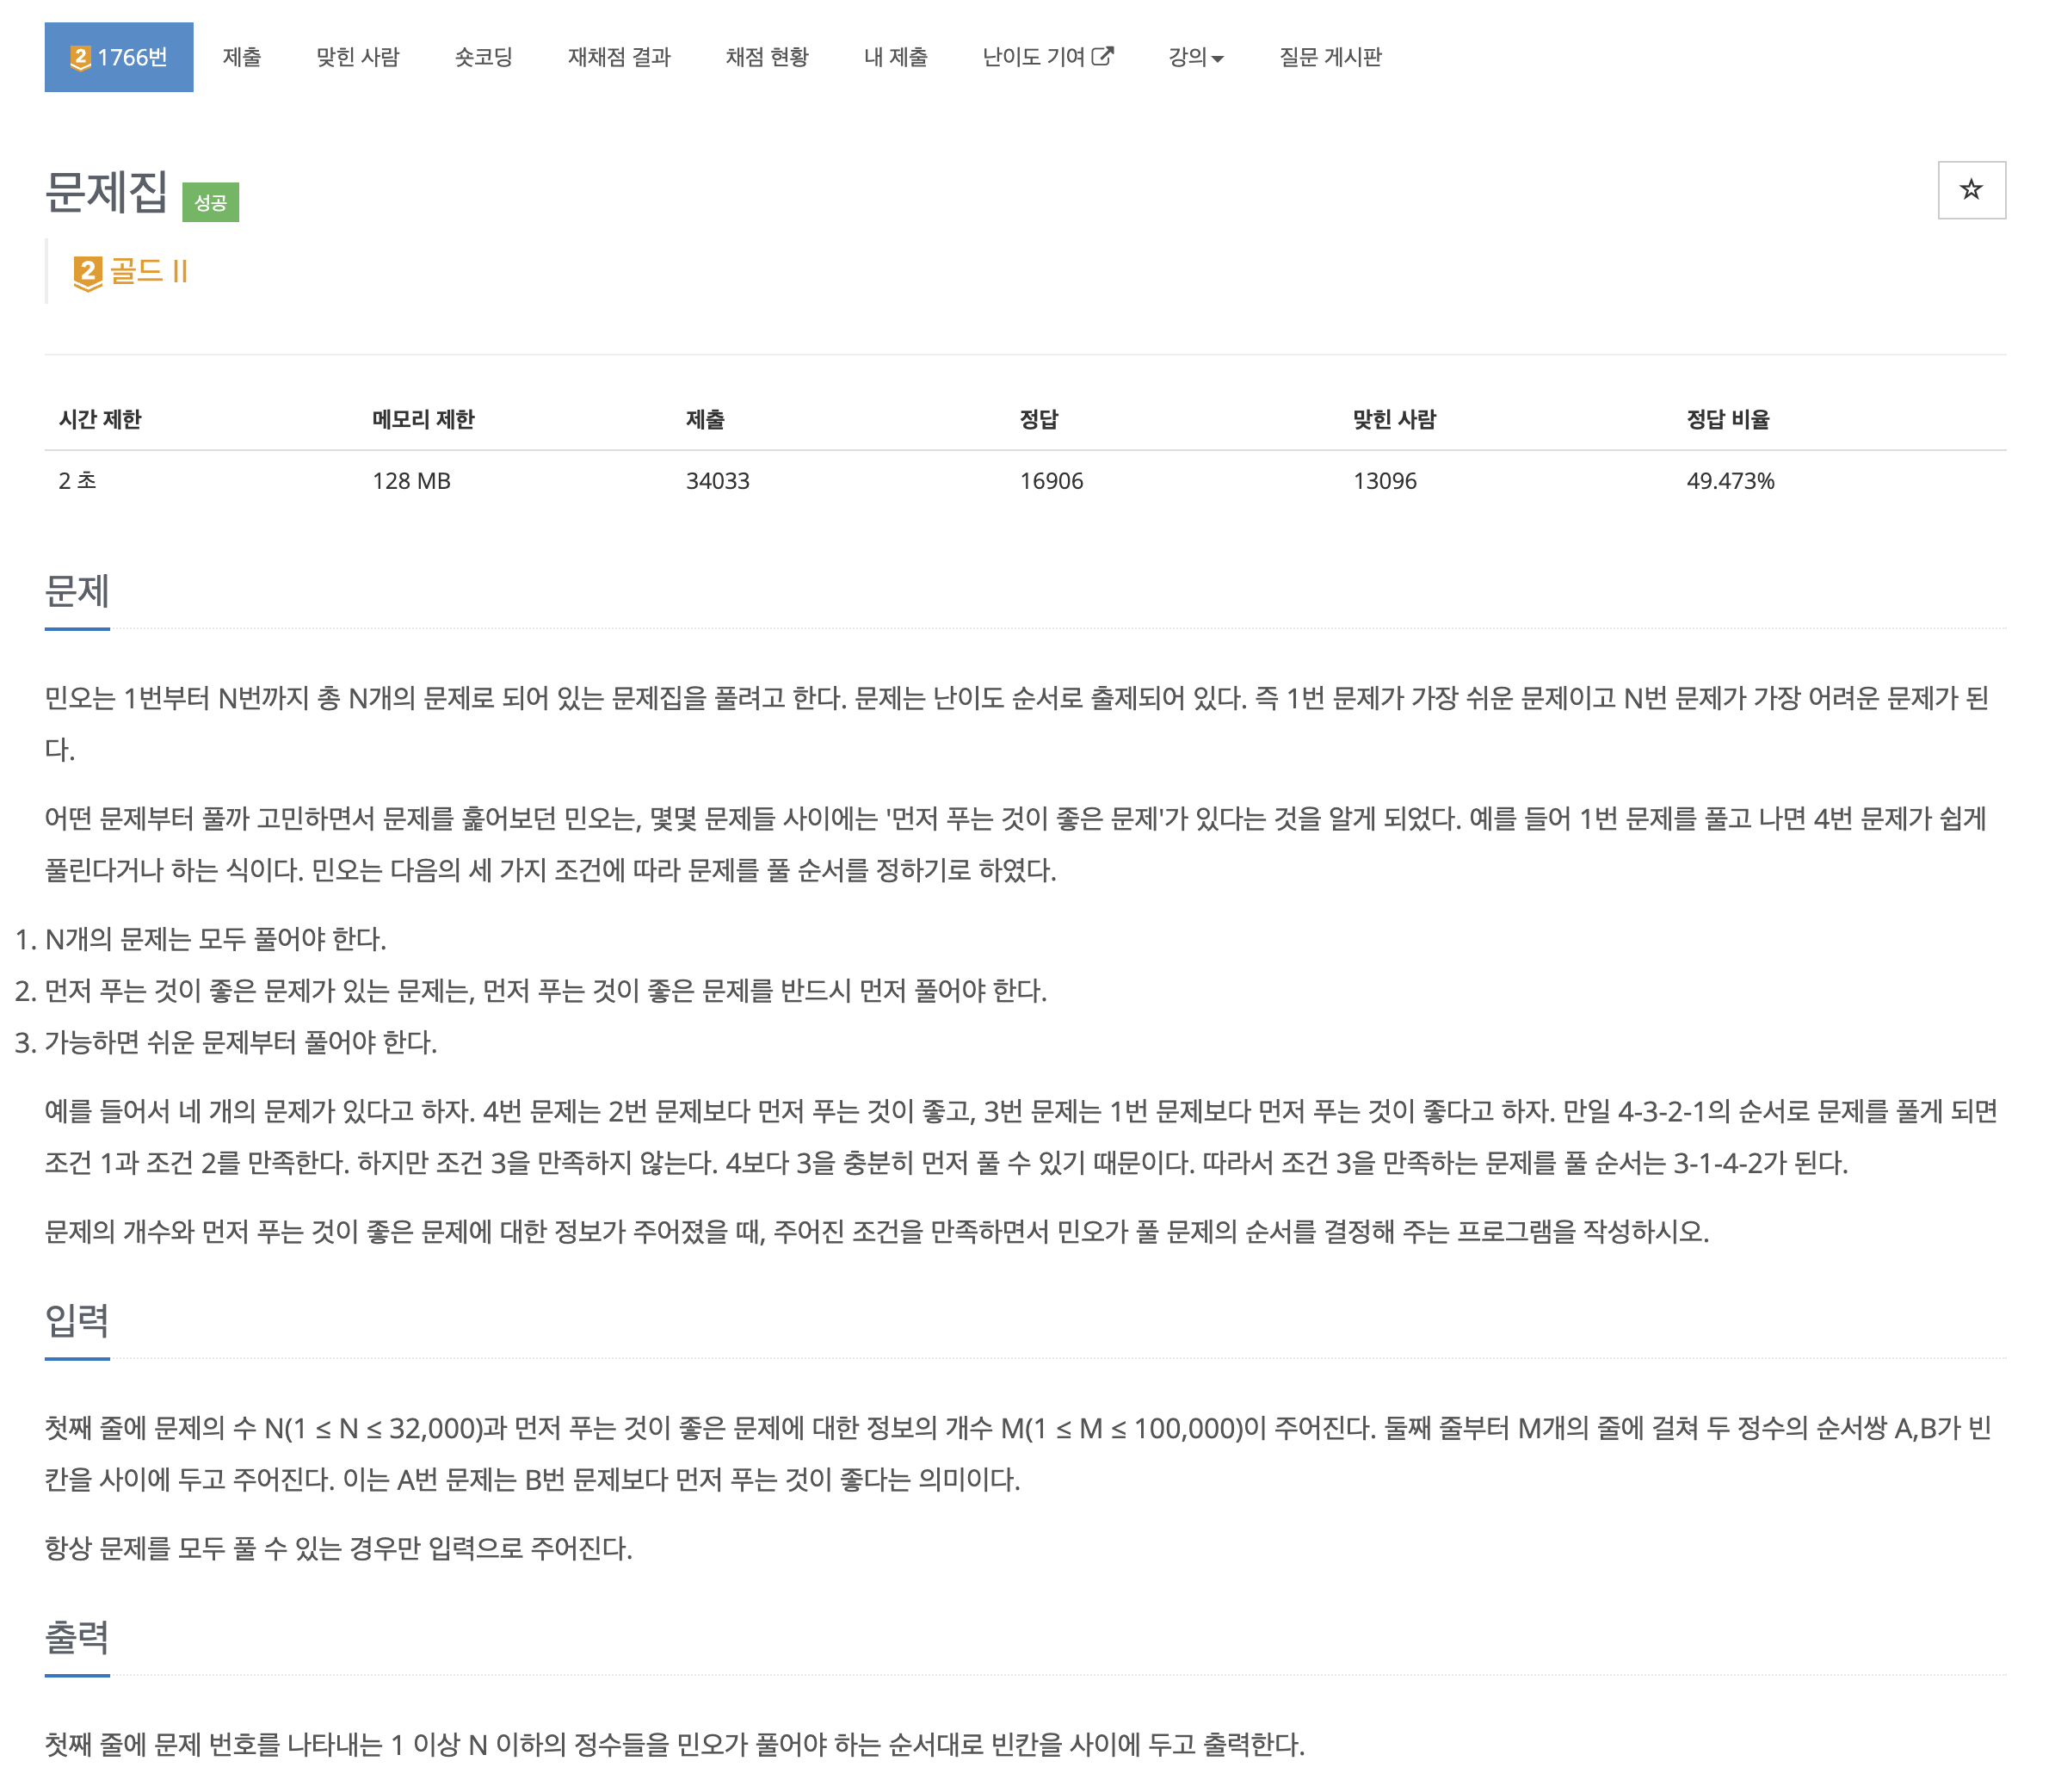 2 1766번 제출 맞힌 사람 숏코딩 재채점 결과 채점 현황 내 제출 난이도 기여 강의 질문 게시판
문제집 성공
2 골드 II
시간 제한 메모리 제한 제출 정답 맞힌 사람 정답 비율
2 초 128 MB 34033 16906 13096 49.473%
문제
민오는 1번부터 N번까지 총 N개의 문제로 되어 있는 문제집을 풀려고 한다. 문제는 난이도 순서로 출제되어 있다. 즉 1번 문제가 가장 쉬운 문제이고 N번 문제가 가장 어려운 문제가 된
다.
어떤 문제부터 풀까 고민하면서 문제를 훑어보던 민오는, 몇몇 문제들 사이에는 '먼저 푸는 것이 좋은 문제'가 있다는 것을 알게 되었다. 예를 들어 1번 문제를 풀고 나면 4번 문제가 쉽게
풀린다거나 하는 식이다. 민오는 다음의 세 가지 조건에 따라 문제를 풀 순서를 정하기로 하였다.
1. N개의 문제는 모두 풀어야 한다.
2. 먼저 푸는 것이 좋은 문제가 있는 문제는, 먼저 푸는 것이 좋은 문제를 반드시 먼저 풀어야 한다.
3. 가능하면 쉬운 문제부터 풀어야 한다.
예를 들어서 네 개의 문제가 있다고 하자. 4번 문제는 2번 문제보다 먼저 푸는 것이 좋고, 3번 문제는 1번 문제보다 먼저 푸는 것이 좋다고 하자. 만일 4-3-2-1의 순서로 문제를 풀게 되면
조건 1과 조건 2를 만족한다. 하지만 조건 3을 만족하지 않는다. 4보다 3을 충분히 먼저 풀 수 있기 때문이다. 따라서 조건 3을 만족하는 문제를 풀 순서는 3-1-4-2가 된다.
문제의 개수와 먼저 푸는 것이 좋은 문제에 대한 정보가 주어졌을 때, 주어진 조건을 만족하면서 민오가 풀 문제의 순서를 결정해 주는 프로그램을 작성하시오.
입력
첫째 줄에 문제의 수 N(1 ≤ N ≤ 32,000)과 먼저 푸는 것이 좋은 문제에 대한 정보의 개수 M(1 ≤ M ≤ 100,000)이 주어진다. 둘째 줄부터 M개의 줄에 걸쳐 두 정수의 순서쌍 A,B가 빈
칸을 사이에 두고 주어진다. 이는 A번 문제는 B번 문제보다 먼저 푸는 것이 좋다는 의미이다.
항상 문제를 모두 풀 수 있는 경우만 입력으로 주어진다.
출력
첫째 줄에 문제 번호를 나타내는 1 이상 N 이하의 정수들을 민오가 풀어야 하는 순서대로 빈칸을 사이에 두고 출력한다.